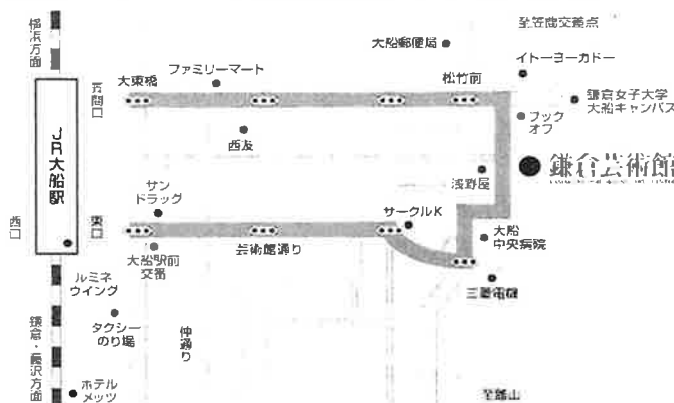 横浜方面
至笠間交差点
大船郵便局
イトーヨーカドー
ファミリーマート
大東橋
松竹前
笠間口
鎌倉女子大学
大船キャンパス
ブック
オフ
JR大船駅
西友
鎌倉芸術館
浅野屋
サン
ドラッグ
西口
東口
サークルK
大船
中央病院
大船駅前
交番
芸術館通り
ルミネ
ウイング
三菱電機
タクシー
のり場
仲通り
鎌倉・藤沢方面
ホテル
メッツ
至離山